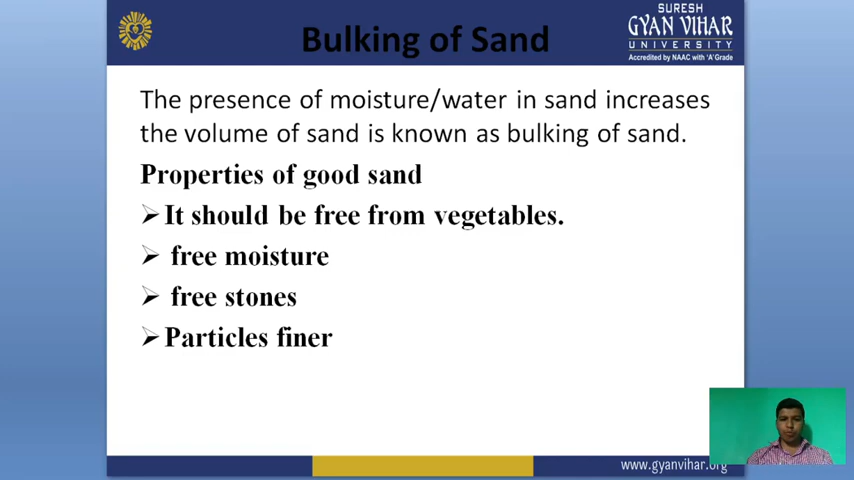 SURESH
GYAN VIHAR
UNIVERSITY
Accredited by NAAC with 'A' Grade
Bulking of Sand
The presence of moisture/water in sand increases
the volume of sand is known as bulking of sand.
Properties of good sand
➢It should be free from vegetables.
➢ free moisture
➢ free stones
➢Particles finer
www.gyanvihar.org